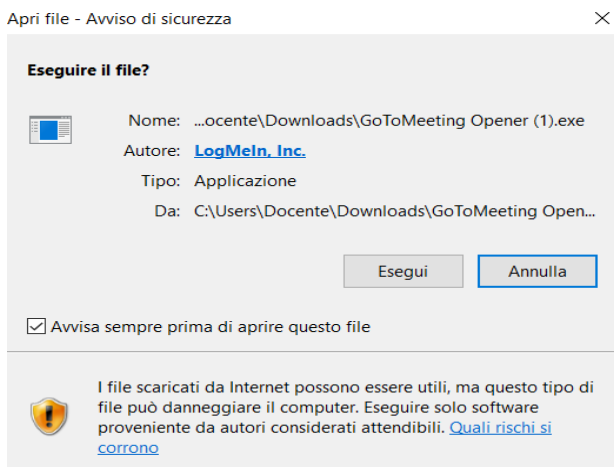 Apri file - Avviso di sicurezza
Eseguire il file?
Nome: ...ocente\Downloads\GoToMeeting Opener (1).exe
Autore: LogMeIn, Inc.
Tipo: Applicazione
Da: C:\Users\Docente\Downloads\GoToMeeting Open...
Esegui Annulla
Avvisa sempre prima di aprire questo file
I file scaricati da Internet possono essere utili, ma questo tipo di
file può danneggiare il computer. Eseguire solo software
proveniente da autori considerati attendibili. Quali rischi si
corrono